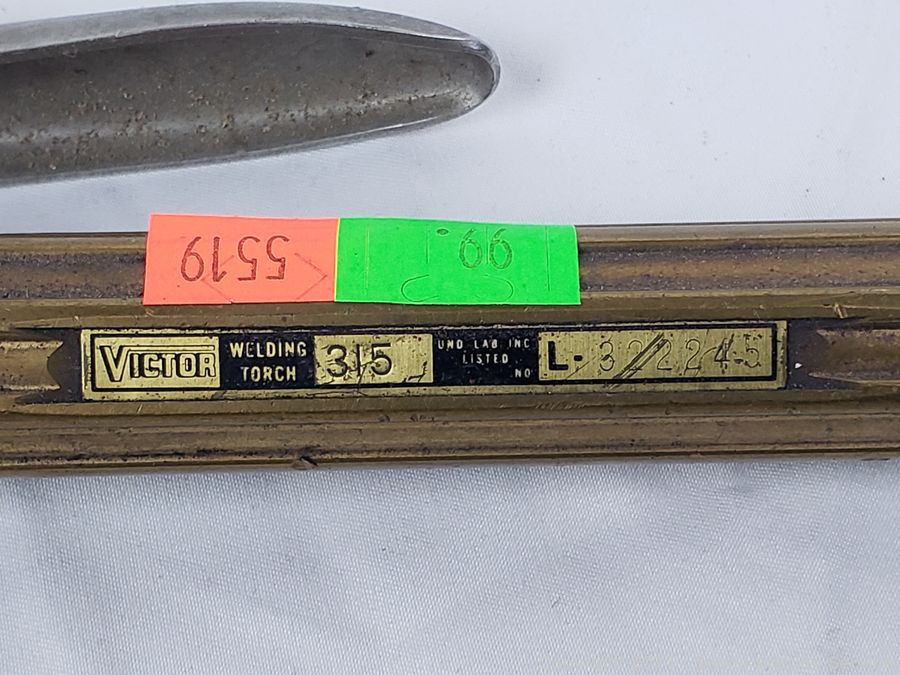 5519
99
VICTOR WELDING TORCH 315 UND LAB INC LISTED NO L-322245